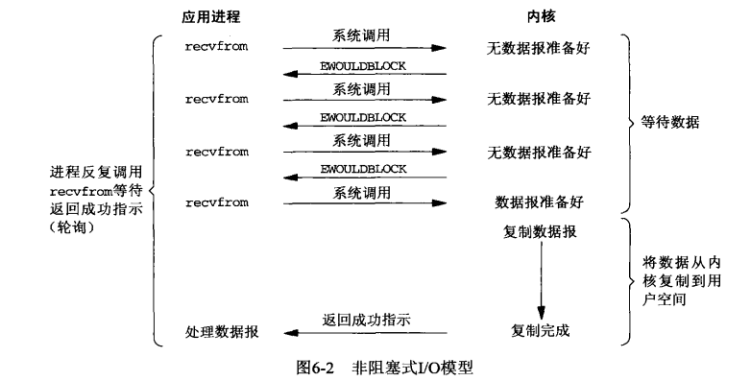 应用进程
内核
recvfrom
系统调用
无数据报准备好
EWOULDBLOCK
recvfrom
系统调用
无数据报准备好
EWOULDBLOCK
recvfrom
系统调用
无数据报准备好
EWOULDBLOCK
recvfrom
系统调用
数据报准备好
等待数据
进程反复调用
recvfrom等待
返回成功指示
（轮询）
复制数据报
将数据从内
核复制到用
户空间
处理数据报
返回成功指示
复制完成
图6-2 非阻塞式I/O模型